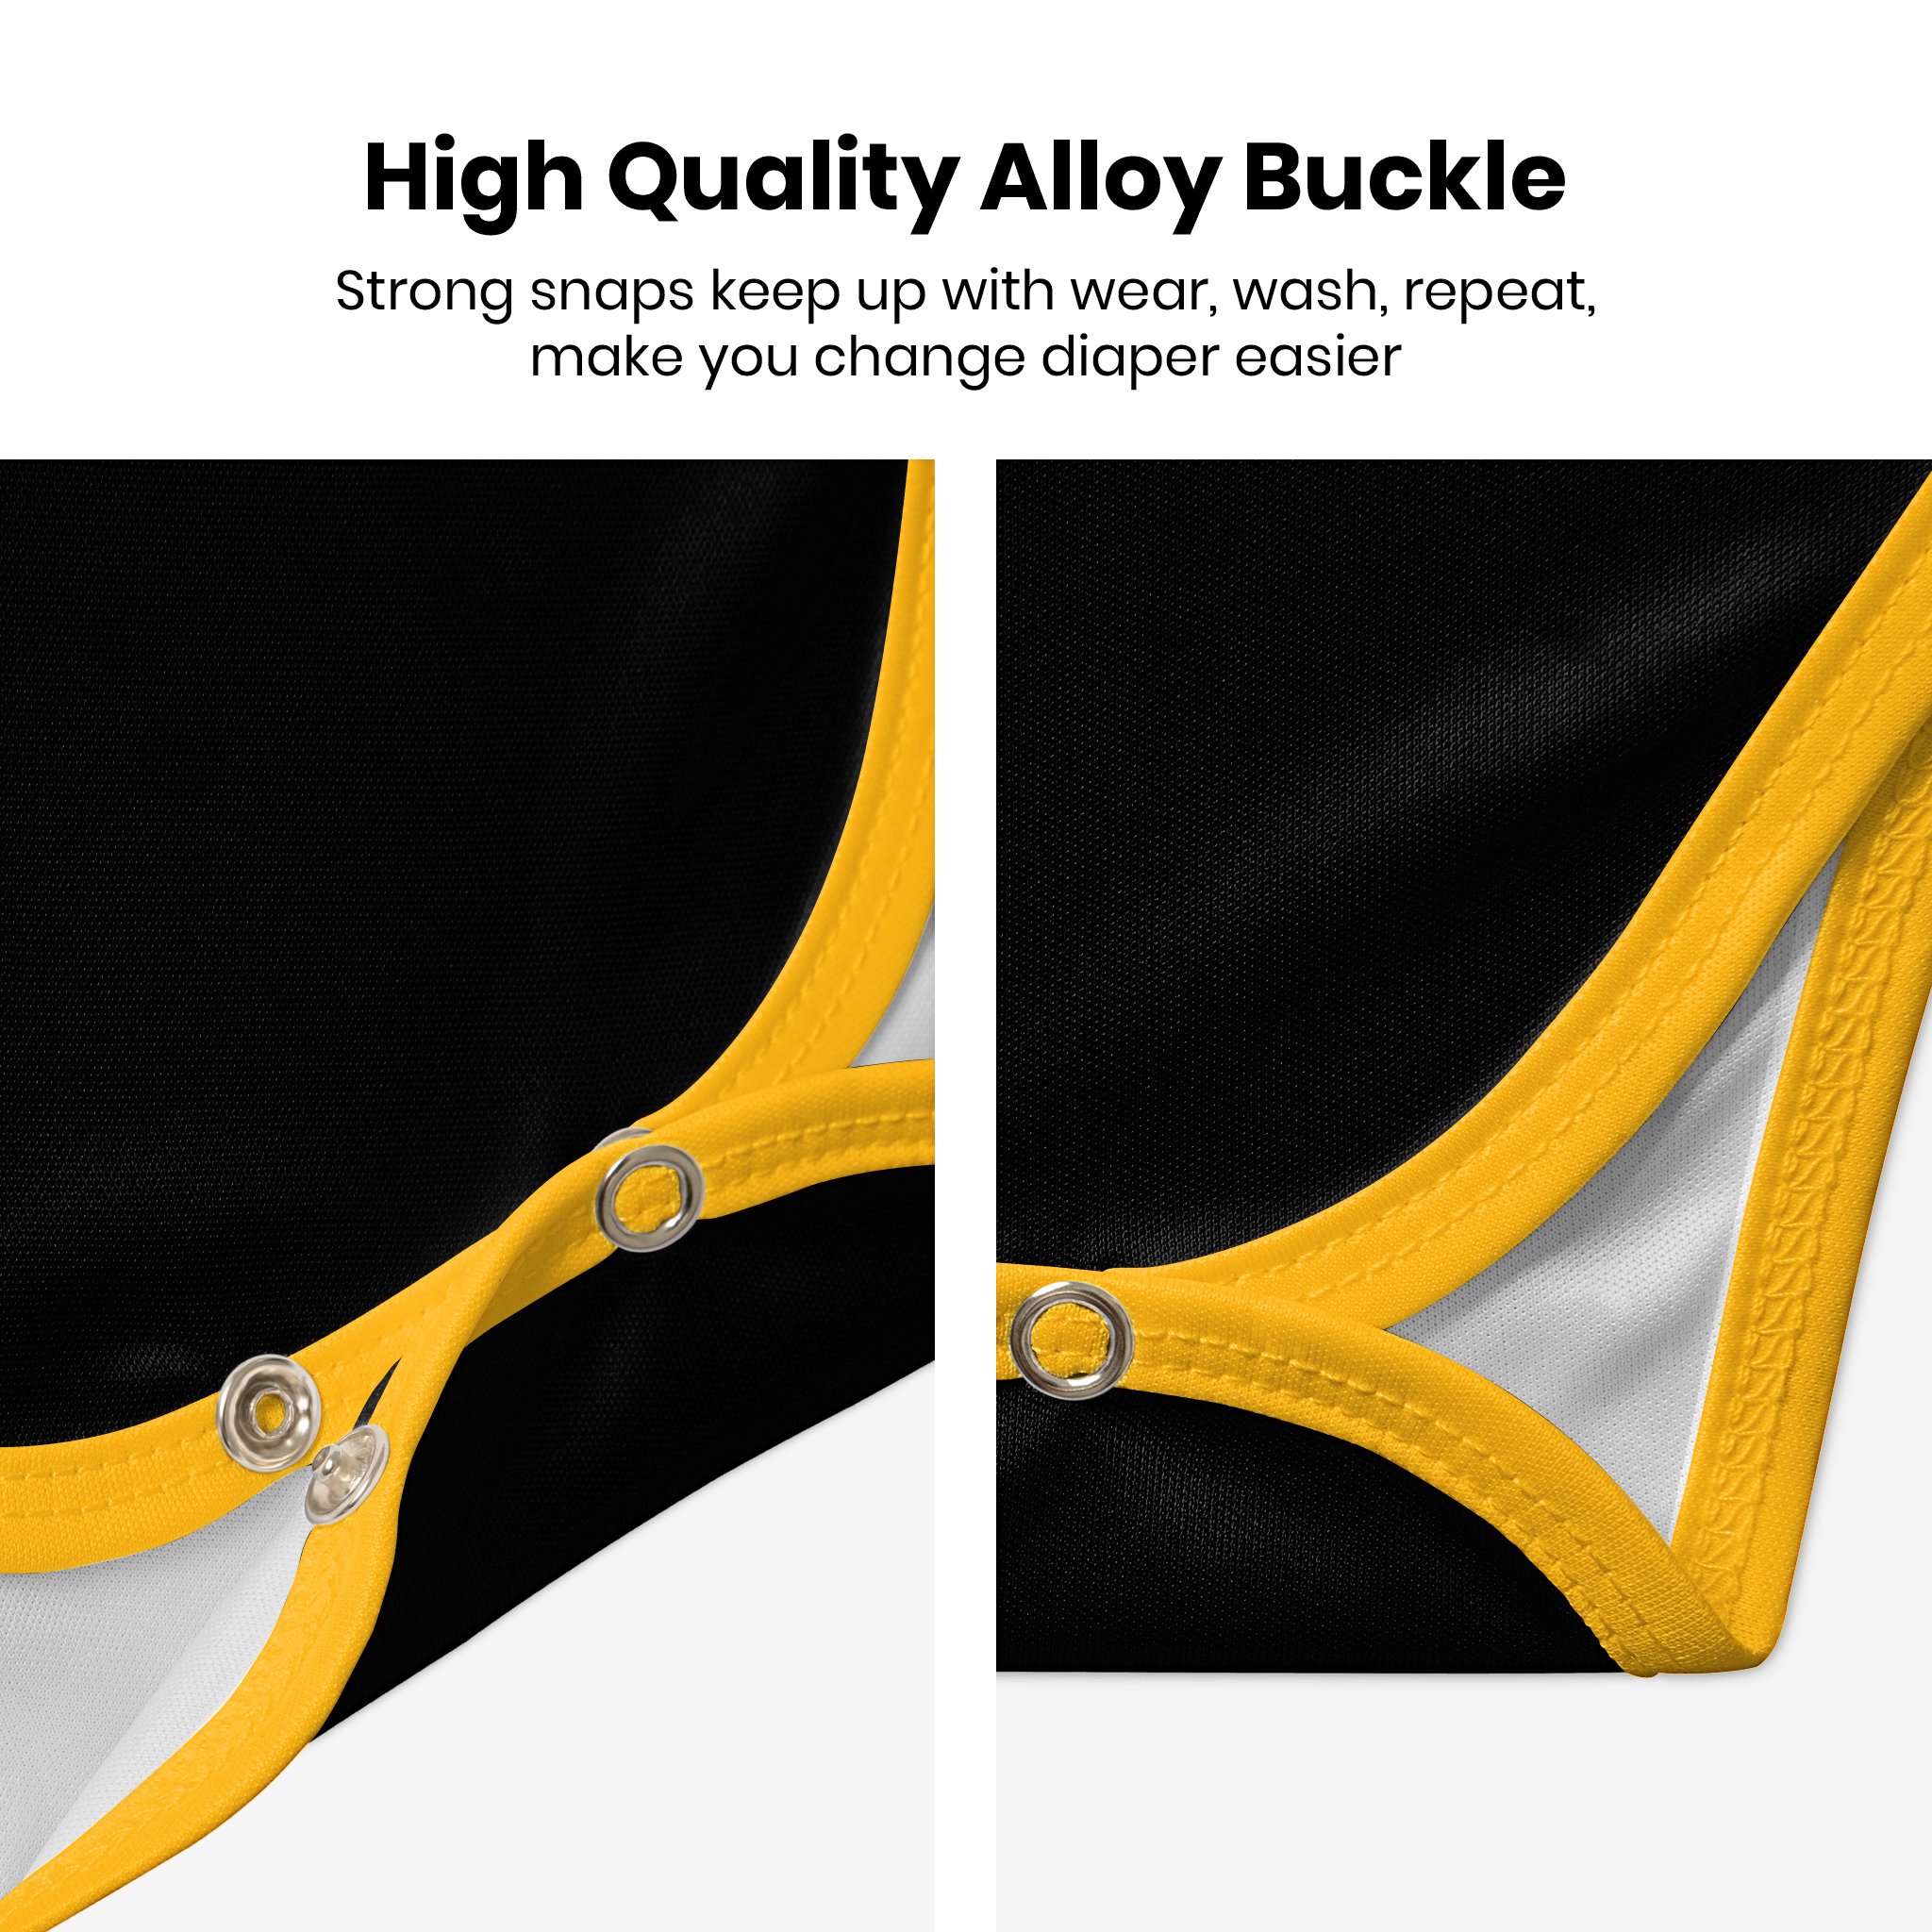 High Quality Alloy Buckle
Strong snaps keep up with wear, wash, repeat,
make you change diaper easier